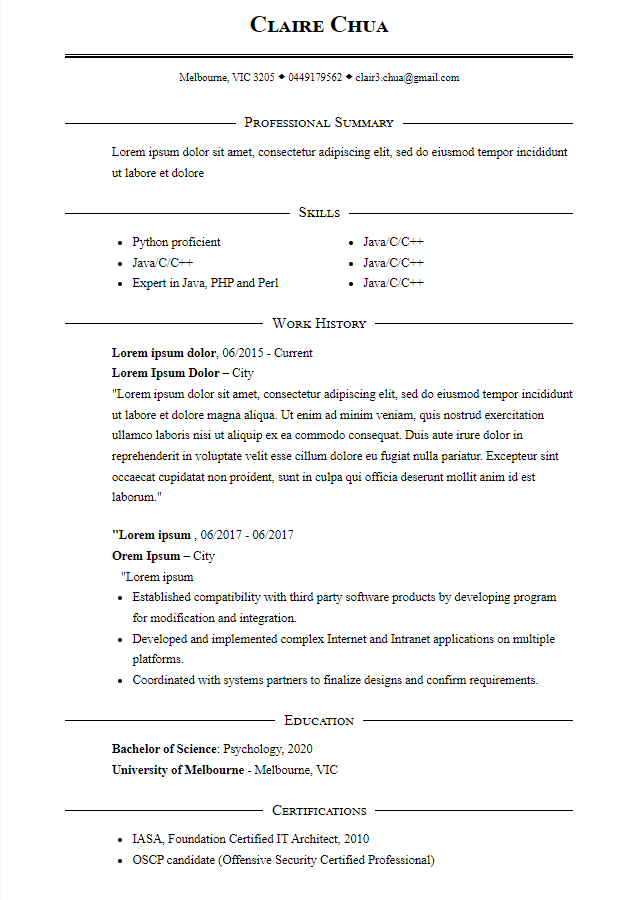 Claire Chua
Melbourne, VIC 3205 ◆ 0449179562 ◆ clair3.chua@gmail.com
Professional Summary
Lorem ipsum dolor sit amet, consectetur adipiscing elit, sed do eiusmod tempor incididunt
ut labore et dolore
Skills
• Python proficient
• Java/C/C++
• Expert in Java, PHP and Perl
• Java/C/C++
• Java/C/C++
• Java/C/C++
Work History
Lorem ipsum dolor, 06/2015 - Current
Lorem Ipsum Dolor – City
"Lorem ipsum dolor sit amet, consectetur adipiscing elit, sed do eiusmod tempor incididunt
ut labore et dolore magna aliqua. Ut enim ad minim veniam, quis nostrud exercitation
ullamco laboris nisi ut aliquip ex ea commodo consequat. Duis aute irure dolor in
reprehenderit in voluptate velit esse cillum dolore eu fugiat nulla pariatur. Excepteur sint
occaecat cupidatat non proident, sunt in culpa qui officia deserunt mollit anim id est
laborum."
"Lorem ipsum , 06/2017 - 06/2017
Orem Ipsum – City
"Lorem ipsum
• Established compatibility with third party software products by developing program
for modification and integration.
• Developed and implemented complex Internet and Intranet applications on multiple
platforms.
• Coordinated with systems partners to finalize designs and confirm requirements.
Education
Bachelor of Science: Psychology, 2020
University of Melbourne - Melbourne, VIC
Certifications
• IASA, Foundation Certified IT Architect, 2010
• OSCP candidate (Offensive Security Certified Professional)